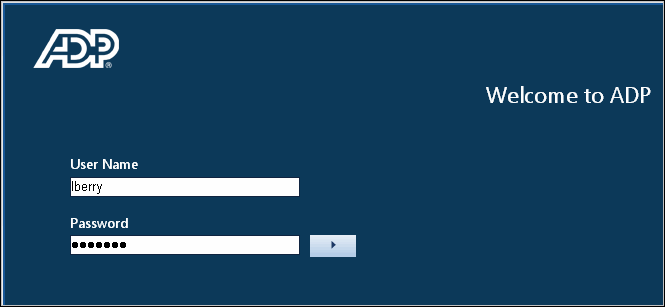 ADP®
Welcome to ADP
User Name
lberry
Password
●●●●●●●